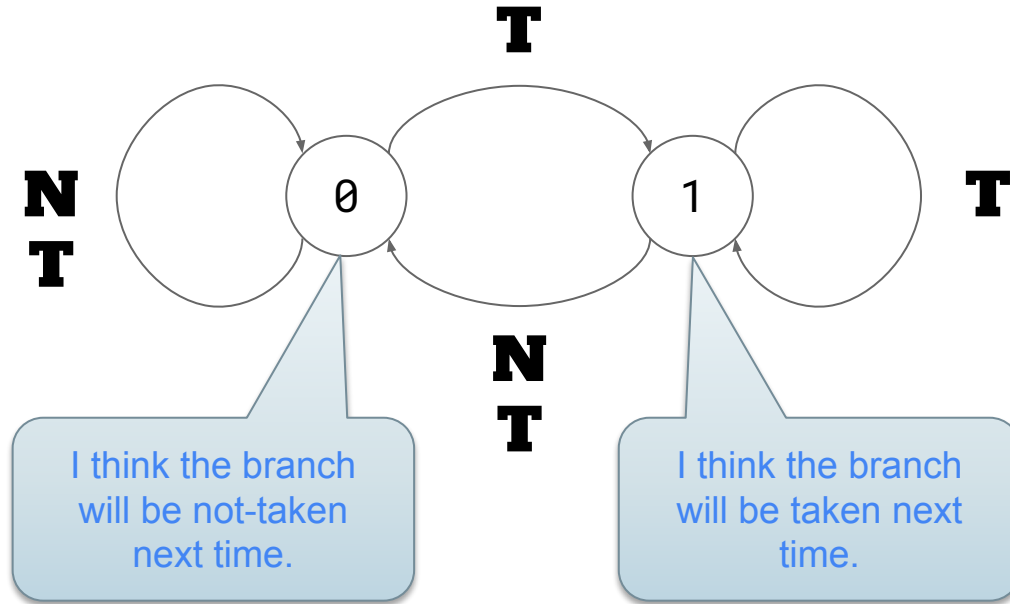 T
N
T
0
1
T
N
T
I think the branch
will be not-taken
next time.
I think the branch
will be taken next
time.